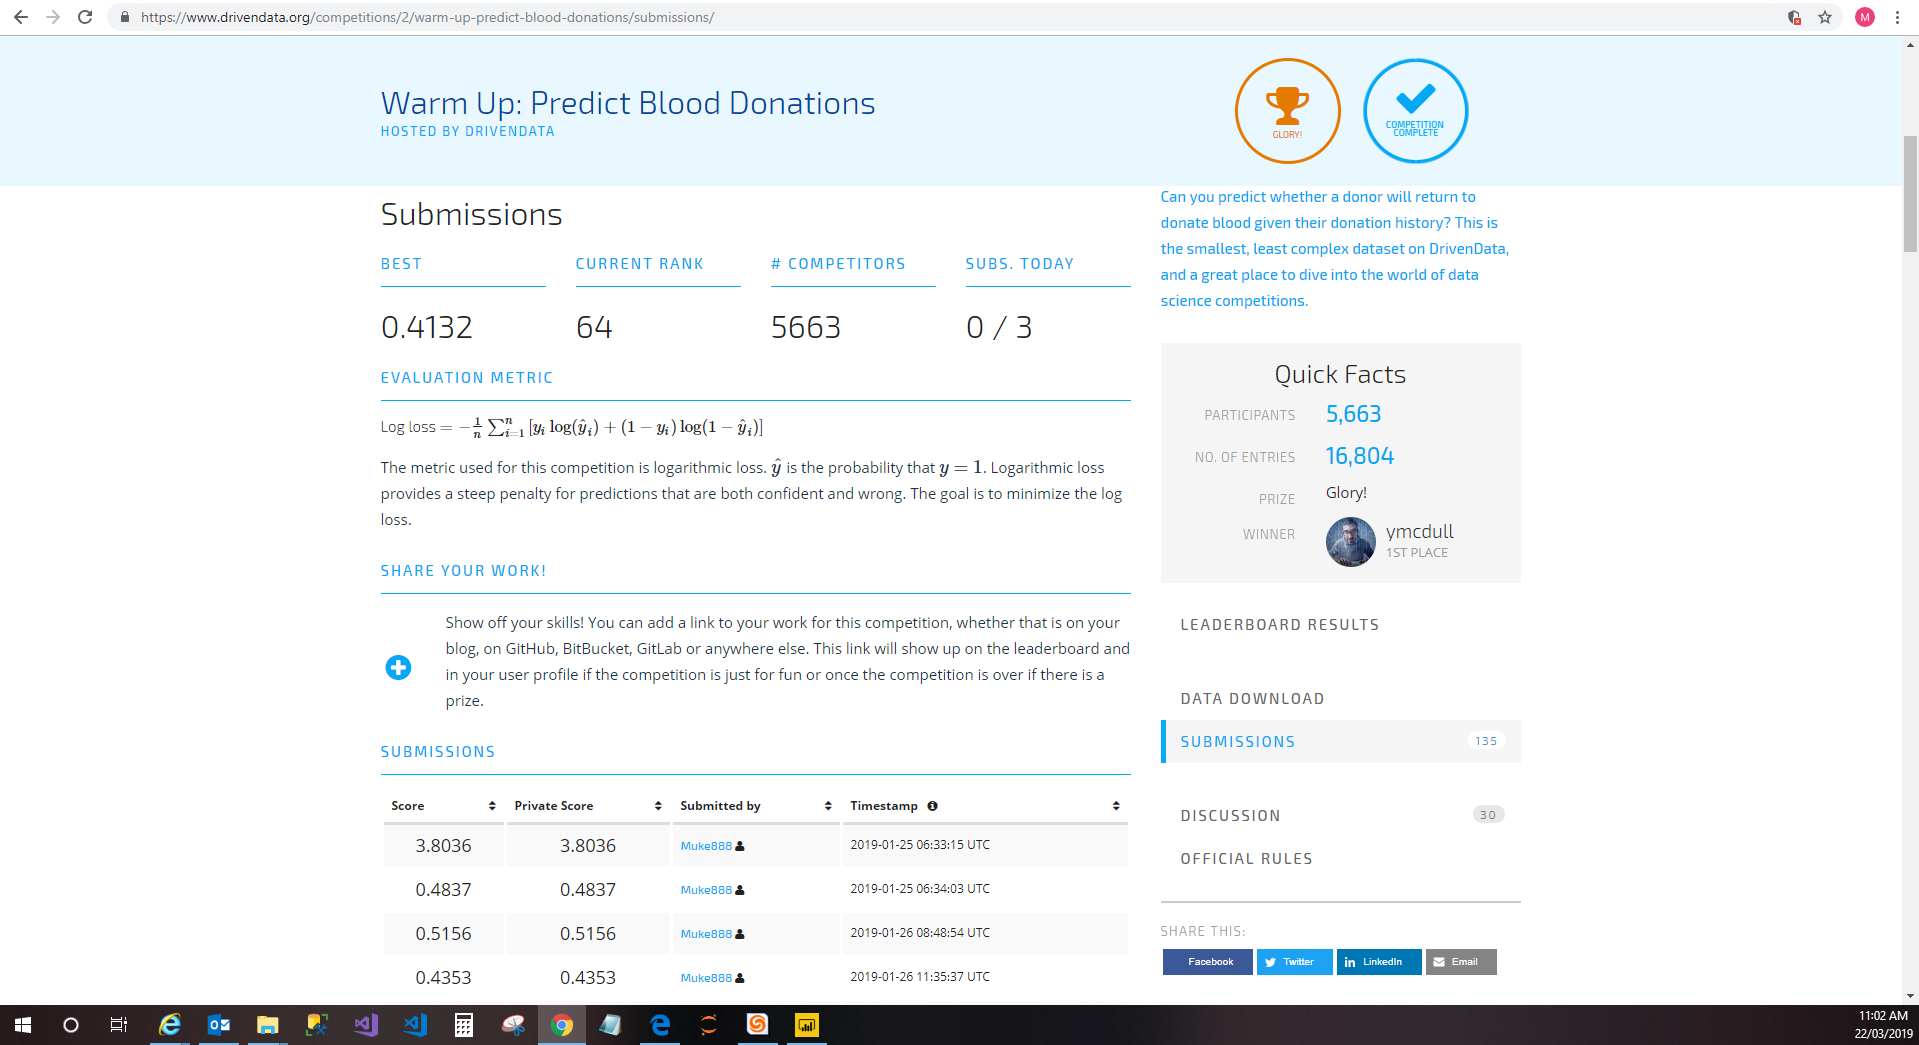 https://www.drivendata.org/competitions/2/warm-up-predict-blood-donations/submissions/
M
Warm Up: Predict Blood Donations
HOSTED BY DRIVENDATA
GLORY!
COMPETITION
COMPLETE
Submissions
BEST
CURRENT RANK
# COMPETITORS
SUBS. TODAY
0.4132
64
5663
0 / 3
EVALUATION METRIC
Log loss = −1/n ∑ⁿᵢ₌₁ [yᵢ log(ŷᵢ) + (1 − yᵢ) log(1 − ŷᵢ)]
The metric used for this competition is logarithmic loss. ŷ is the probability that y = 1. Logarithmic loss
provides a steep penalty for predictions that are both confident and wrong. The goal is to minimize the log
loss.
SHARE YOUR WORK!
Show off your skills! You can add a link to your work for this competition, whether that is on your
blog, on GitHub, BitBucket, GitLab or anywhere else. This link will show up on the leaderboard and
in your user profile if the competition is just for fun or once the competition is over if there is a
prize.
SUBMISSIONS
Score Private Score Submitted by Timestamp
3.8036 3.8036 Muke888 2019-01-25 06:33:15 UTC
0.4837 0.4837 Muke888 2019-01-25 06:34:03 UTC
0.5156 0.5156 Muke888 2019-01-26 08:48:54 UTC
0.4353 0.4353 Muke888 2019-01-26 11:35:37 UTC
Can you predict whether a donor will return to
donate blood given their donation history? This is
the smallest, least complex dataset on DrivenData,
and a great place to dive into the world of data
science competitions.
Quick Facts
PARTICIPANTS 5,663
NO. OF ENTRIES 16,804
PRIZE Glory!
WINNER ymcdull
1ST PLACE
LEADERBOARD RESULTS
DATA DOWNLOAD
SUBMISSIONS 135
DISCUSSION 30
OFFICIAL RULES
SHARE THIS:
Facebook
Twitter
LinkedIn
Email
11:02 AM
22/03/2019